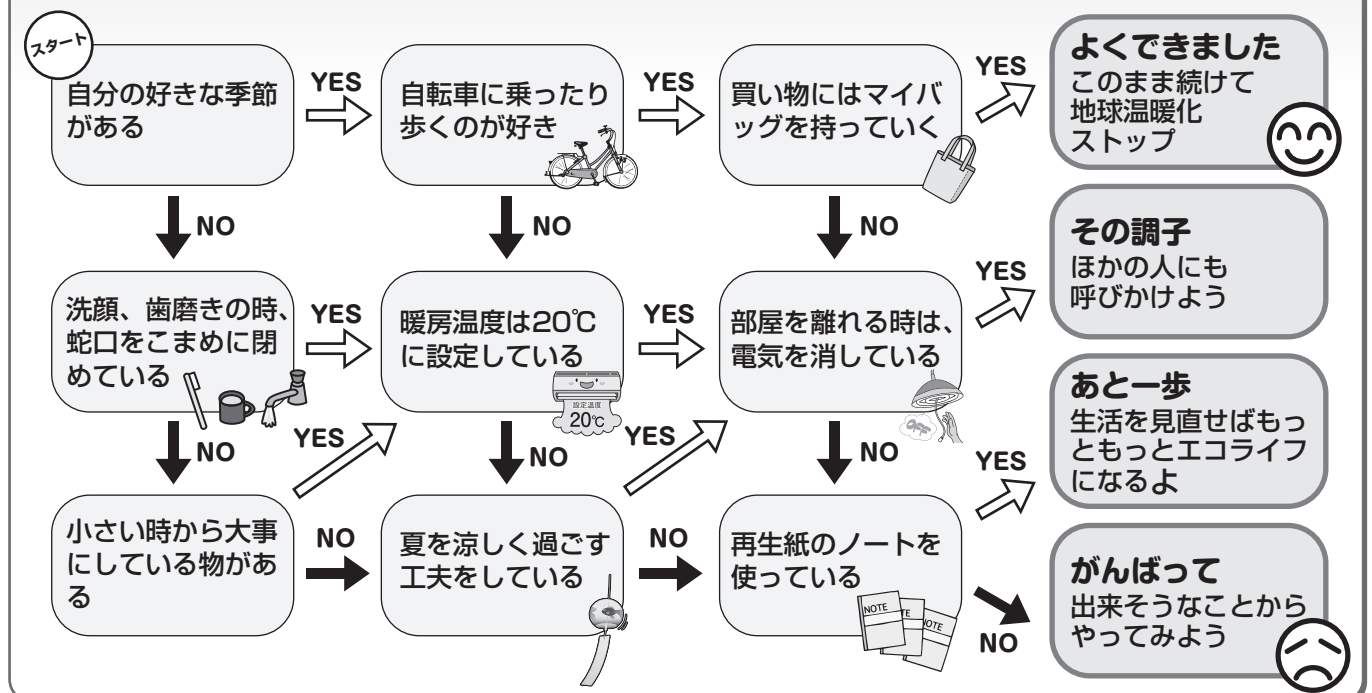 スタート
自分の好きな季節
がある
YES
自転車に乗ったり
歩くのが好き
YES
買い物にはマイバ
ッグを持っていく
YES
よくできました
このまま続けて
地球温暖化
ストップ
NO
NO
NO
洗顔、歯磨きの時、
蛇口をこまめに閉
めている
YES
暖房温度は20℃
に設定している
設定温度
20℃
YES
部屋を離れる時は、
電気を消している
OFF
YES
その調子
ほかの人にも
呼びかけよう
NO
YES
NO
YES
NO
YES
あと一歩
生活を見直せばもっ
ともっとエコライフ
になるよ
小さい時から大事
にしている物があ
る
NO
夏を涼しく過ごす
工夫をしている
NO
再生紙のノートを
使っている
NOTE
NOTE
NOTE
NO
がんばって
出来そうなことから
やってみよう